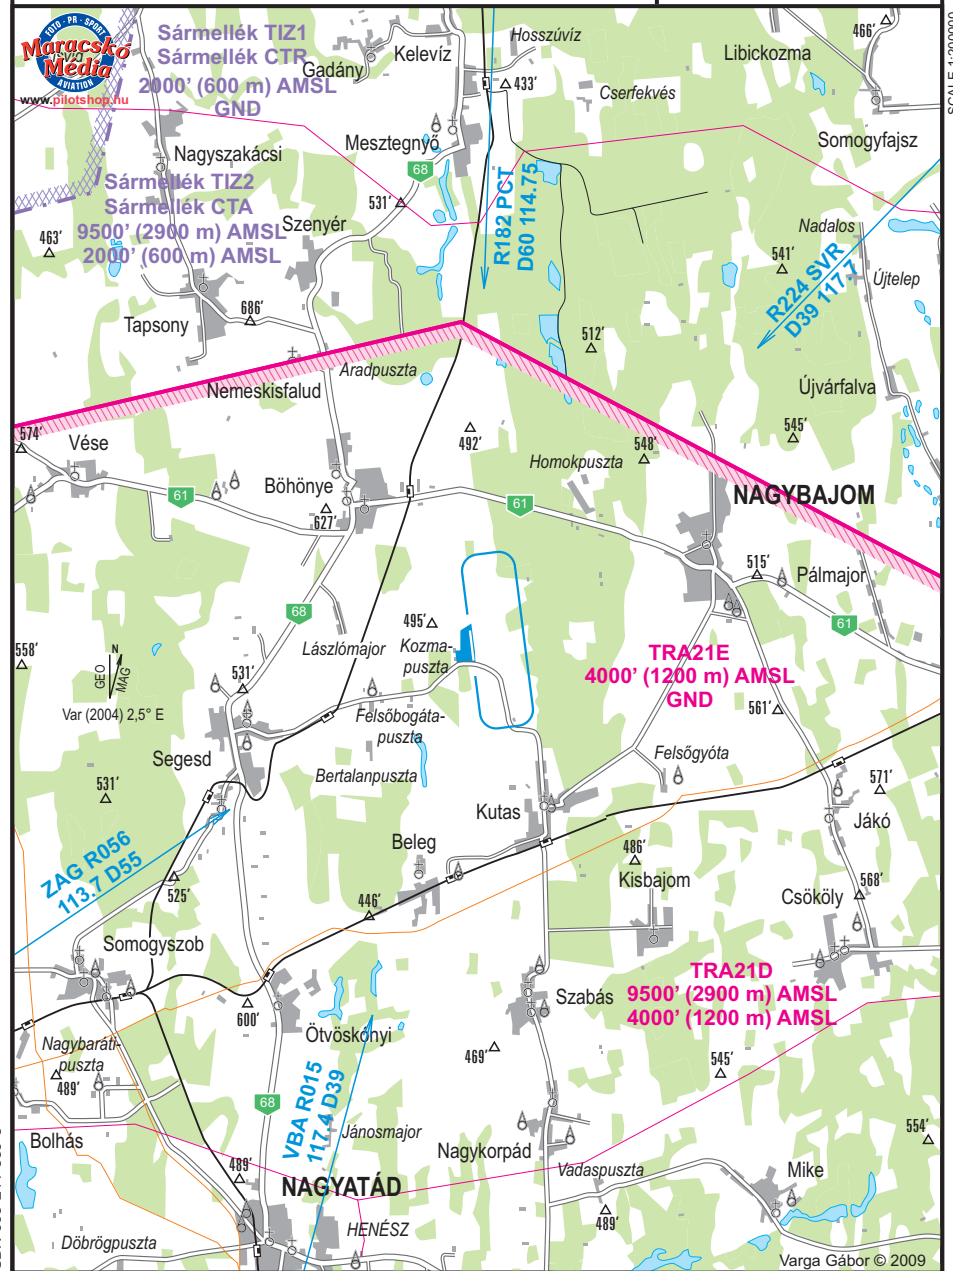 FOTO - PR - SPORT
Maracskó
Média
AVIATION
www.pilotshop.hu
Sármellék TIZ1
Sármellék CTR
2000' (600 m) AMSL
GND
Gadány
Kelevíz
Hosszúvíz
433'
Cserfekvés
Libickozma
466'
SCALE 1:200000
Somogyfajsz
Nagyszakácsi
Mesztegnyő
68
Sármellék TIZ2
Sármellék CTA
9500' (2900 m) AMSL
2000' (600 m) AMSL
531'
Szenyér
463'
R182 PCT
D60 114.75
Nadalos
541'
Újtelep
R224 SVR
D39 117.7
Tapsony
686'
512'
Aradpuszta
Nemeskisfalud
Újvárfalva
574'
Vése
492'
548'
545'
Homokpuszta
Böhönye
61
627'
61
NAGYBAJOM
515'
Pálmajor
68
495'
61
558'
Lászlómajor
Kozma-
puszta
TRA21E
4000' (1200 m) AMSL
GND
N
GEO
MAG
Var (2004) 2,5° E
531'
Felsőbogáta-
puszta
561'
Segesd
Bertalanpuszta
Felsőgyóta
531'
571'
Kutas
Jákó
Beleg
486'
Kisbajom
ZAG R056
113.7 D55
525'
446'
568'
Csököly
Somogyszob
TRA21D
9500' (2900 m) AMSL
4000' (1200 m) AMSL
600'
Szabás
Ötvöskónyi
Nagybaráti-
puszta
489'
469'
545'
68
VBA R015
117.4 D39
Jánosmajor
554'
Bolhás
Nagykorpád
489'
Vadaspuszta
Mike
NAGYATÁD
489'
HENÉSZ
Döbrögpuszta
Varga Gábor © 2009